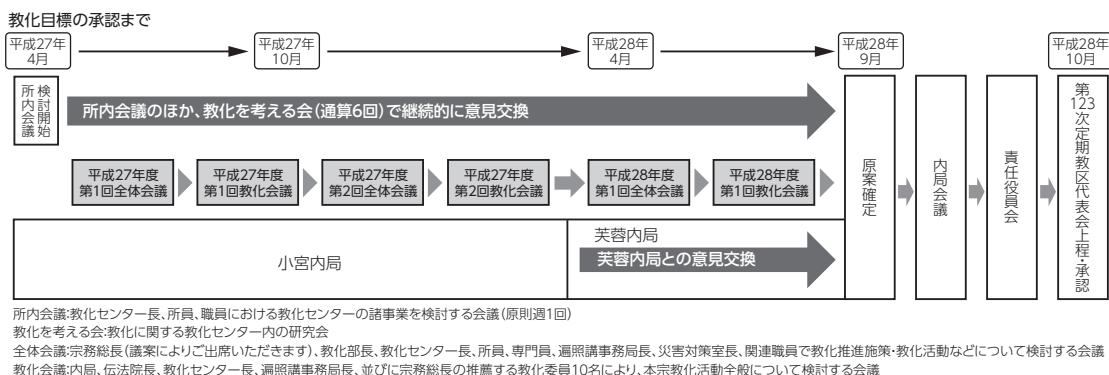 教化目標の承認まで
平成27年
4月
平成27年
10月
平成28年
4月
平成28年
9月
平成28年
10月
検討開始
所内会議
所内会議のほか、教化を考える会(通算6回)で継続的に意見交換
平成27年度
第1回全体会議
平成27年度
第1回教化会議
平成27年度
第2回全体会議
平成27年度
第2回教化会議
平成28年度
第1回全体会議
平成28年度
第1回教化会議
原案確定
内局会議
責任役員会
第123次定期教区代表会上程・承認
小宮内局
芙蓉内局
芙蓉内局との意見交換
所内会議:教化センター長、所員、職員における教化センターの諸事業を検討する会議(原則週1回)
教化を考える会:教化に関する教化センター内の研究会
全体会議:宗務総長(議案によりご出席いただきます)、教化部長、教化センター長、所員、専門員、遍照講事務局長、災害対策室長、関連職員で教化推進施策・教化活動などについて検討する会議
教化会議:内局、伝法院長、教化センター長、遍照講事務局長、並びに宗務総長の推薦する教化委員10名により、本宗教化活動全般について検討する会議